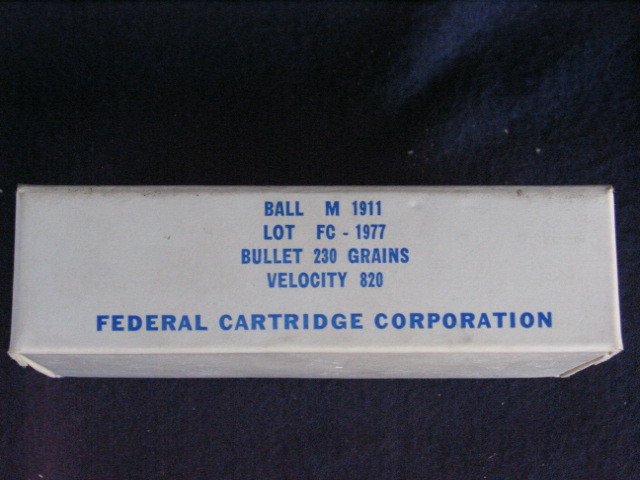 BALL M 1911
LOT FC - 1977
BULLET 230 GRAINS
VELOCITY 820
FEDERAL CARTRIDGE CORPORATION